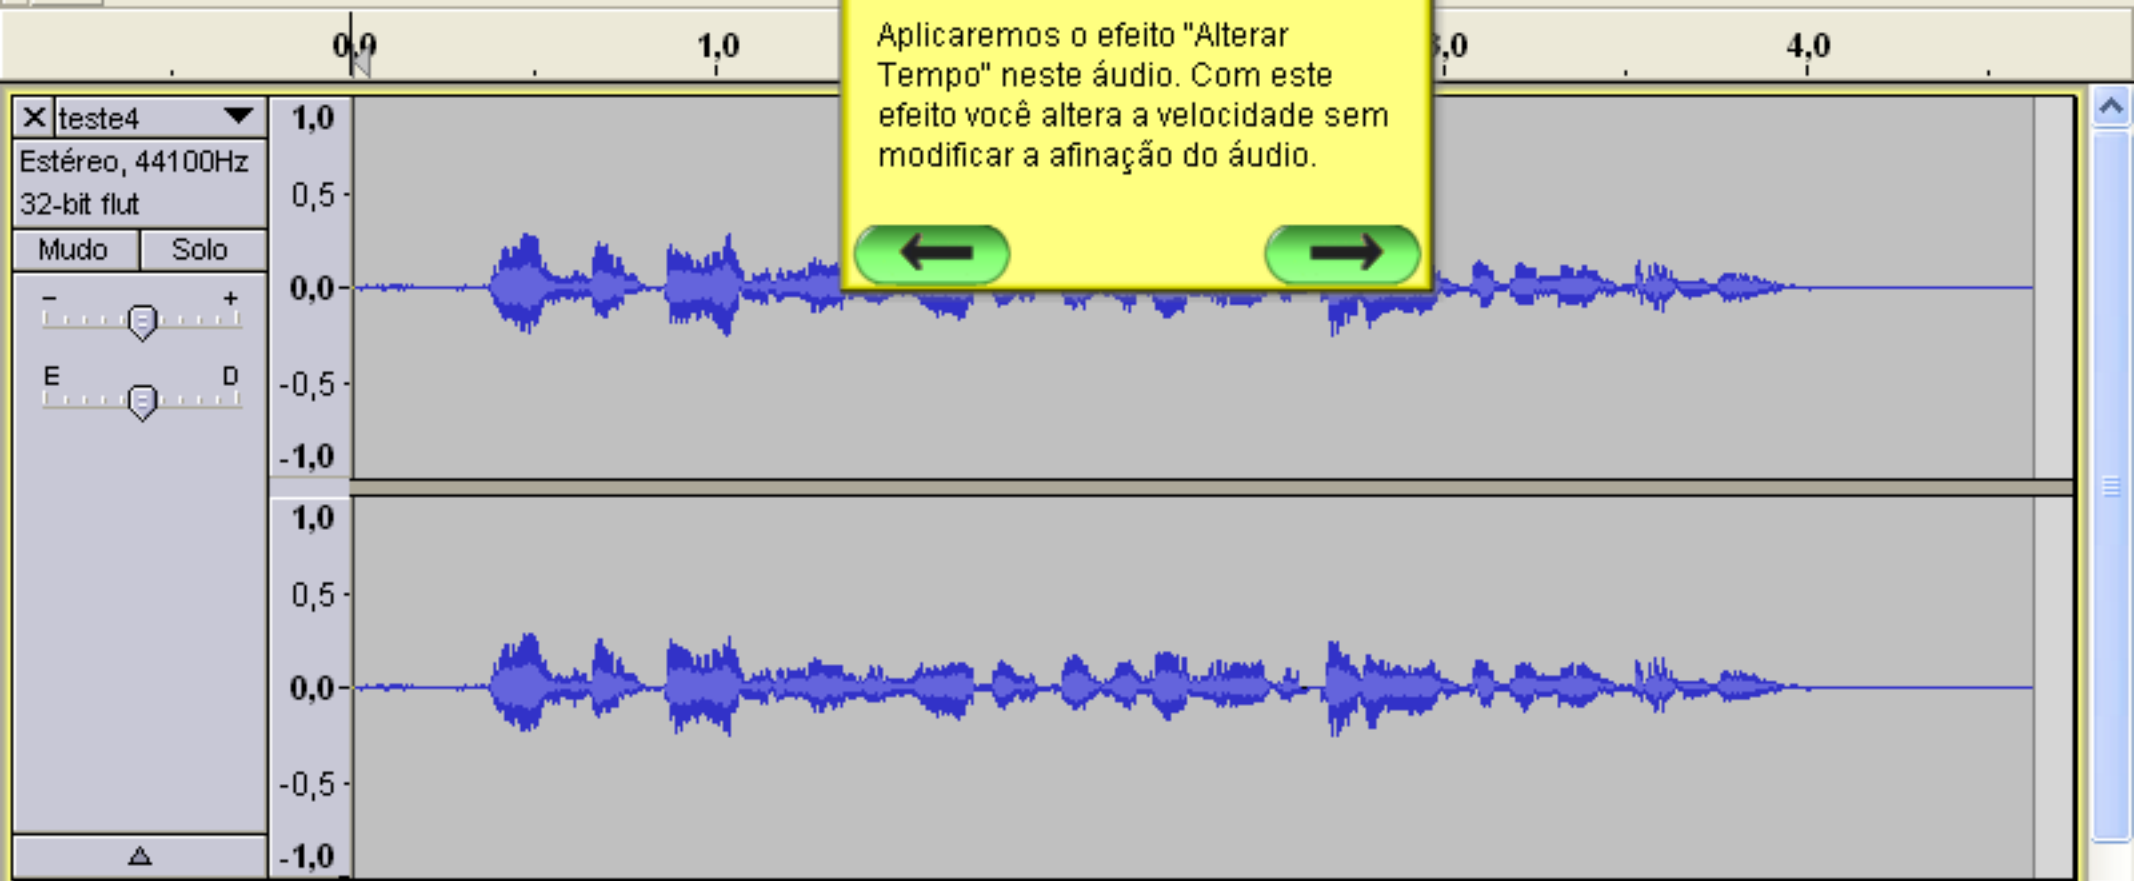 Aplicaremos o efeito "Alterar
Tempo" neste áudio. Com este
efeito você altera a velocidade sem
modificar a afinação do áudio.
0,0 1,0 3,0 4,0
X teste4
Estéreo, 44100Hz
32-bit flut
Mudo Solo
- +
E D
1,0
0,5
0,0
-0,5
-1,0
1,0
0,5
0,0
-0,5
-1,0